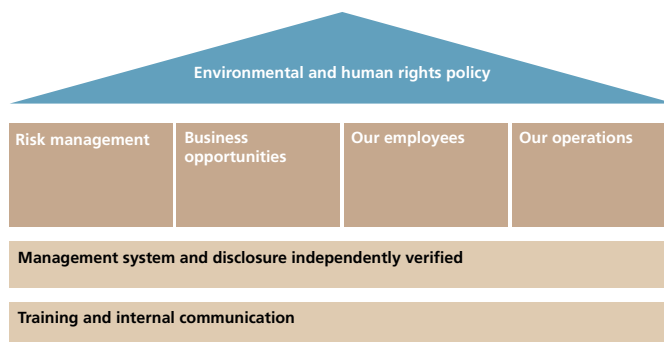 Environmental and human rights policy
Risk management
Business
opportunities
Our employees
Our operations
Management system and disclosure independently verified
Training and internal communication